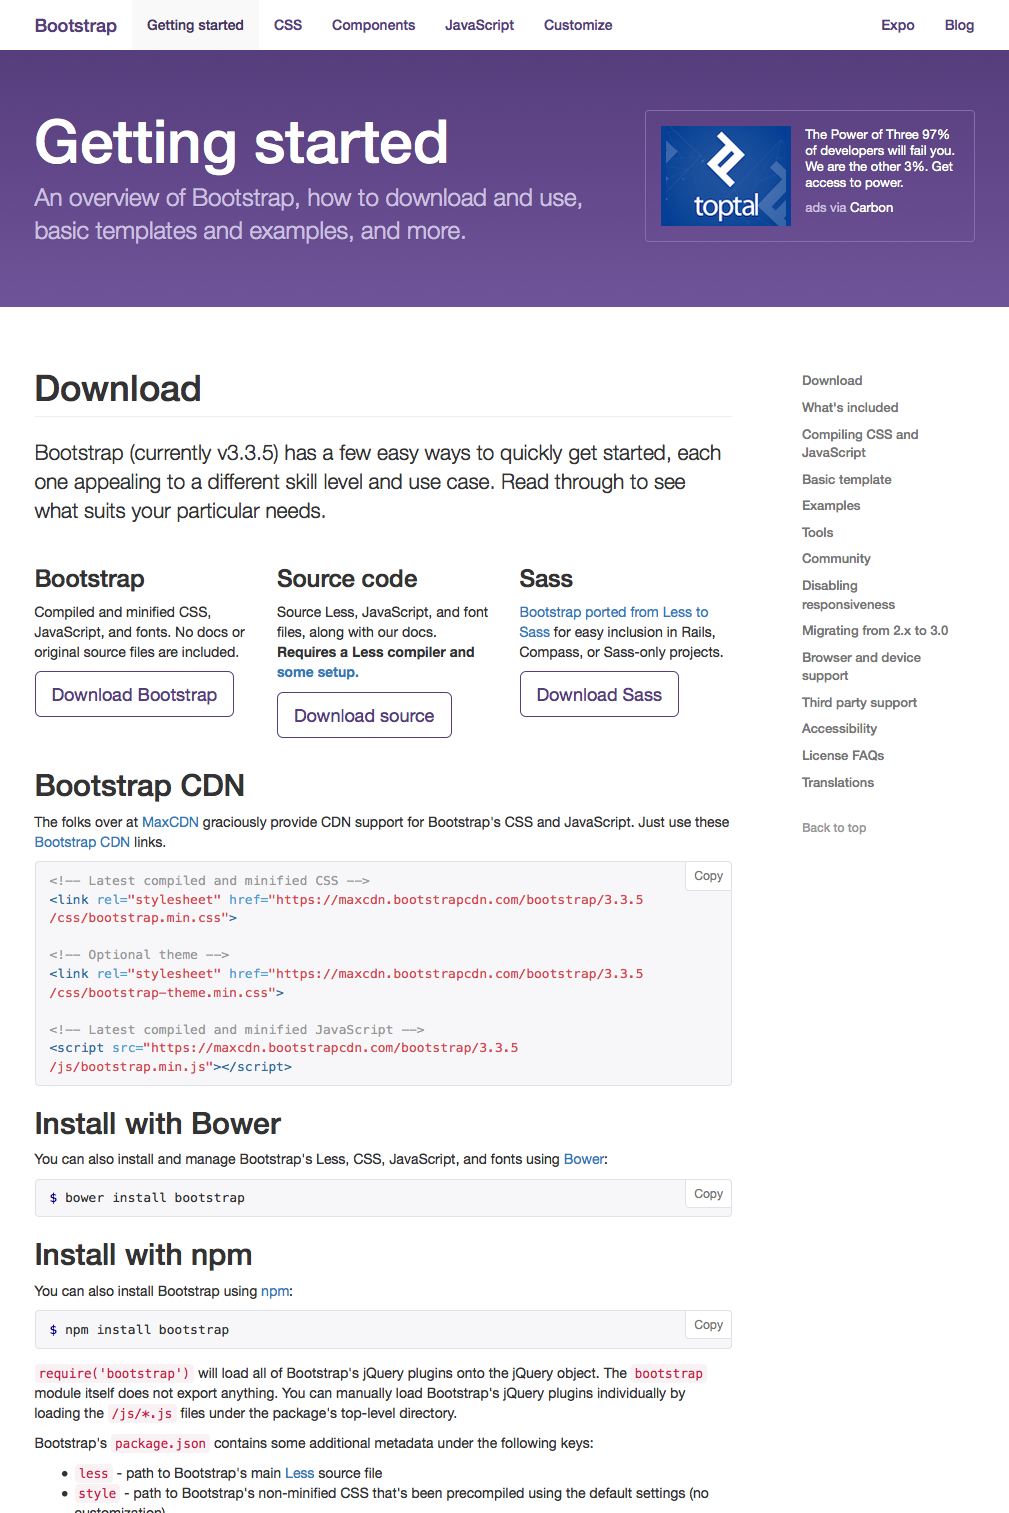 Bootstrap Getting started CSS Components JavaScript Customize Expo Blog
Getting started
An overview of Bootstrap, how to download and use,
basic templates and examples, and more.
toptal
The Power of Three 97%
of developers will fail you.
We are the other 3%. Get
access to power.
ads via Carbon
Download
Bootstrap (currently v3.3.5) has a few easy ways to quickly get started, each
one appealing to a different skill level and use case. Read through to see
what suits your particular needs.
Bootstrap
Compiled and minified CSS,
JavaScript, and fonts. No docs or
original source files are included.
Download Bootstrap
Source code
Source Less, JavaScript, and font
files, along with our docs.
Requires a Less compiler and
some setup.
Download source
Sass
Bootstrap ported from Less to
Sass for easy inclusion in Rails,
Compass, or Sass-only projects.
Download Sass
Bootstrap CDN
The folks over at MaxCDN graciously provide CDN support for Bootstrap's CSS and JavaScript. Just use these
Bootstrap CDN links.
Copy
<!-- Latest compiled and minified CSS -->
<link rel="stylesheet" href="https://maxcdn.bootstrapcdn.com/bootstrap/3.3.5
/css/bootstrap.min.css">
<!-- Optional theme -->
<link rel="stylesheet" href="https://maxcdn.bootstrapcdn.com/bootstrap/3.3.5
/css/bootstrap-theme.min.css">
<!-- Latest compiled and minified JavaScript -->
<script src="https://maxcdn.bootstrapcdn.com/bootstrap/3.3.5
/js/bootstrap.min.js"></script>
Install with Bower
You can also install and manage Bootstrap's Less, CSS, JavaScript, and fonts using Bower:
$ bower install bootstrap
Copy
Install with npm
You can also install Bootstrap using npm:
$ npm install bootstrap
Copy
require('bootstrap') will load all of Bootstrap's jQuery plugins onto the jQuery object. The bootstrap
module itself does not export anything. You can manually load Bootstrap's jQuery plugins individually by
loading the /js/*.js files under the package's top-level directory.
Bootstrap's package.json contains some additional metadata under the following keys:
• less - path to Bootstrap's main Less source file
• style - path to Bootstrap's non-minified CSS that's been precompiled using the default settings (no
customization)
Download
What's included
Compiling CSS and
JavaScript
Basic template
Examples
Tools
Community
Disabling
responsiveness
Migrating from 2.x to 3.0
Browser and device
support
Third party support
Accessibility
License FAQs
Translations
Back to top